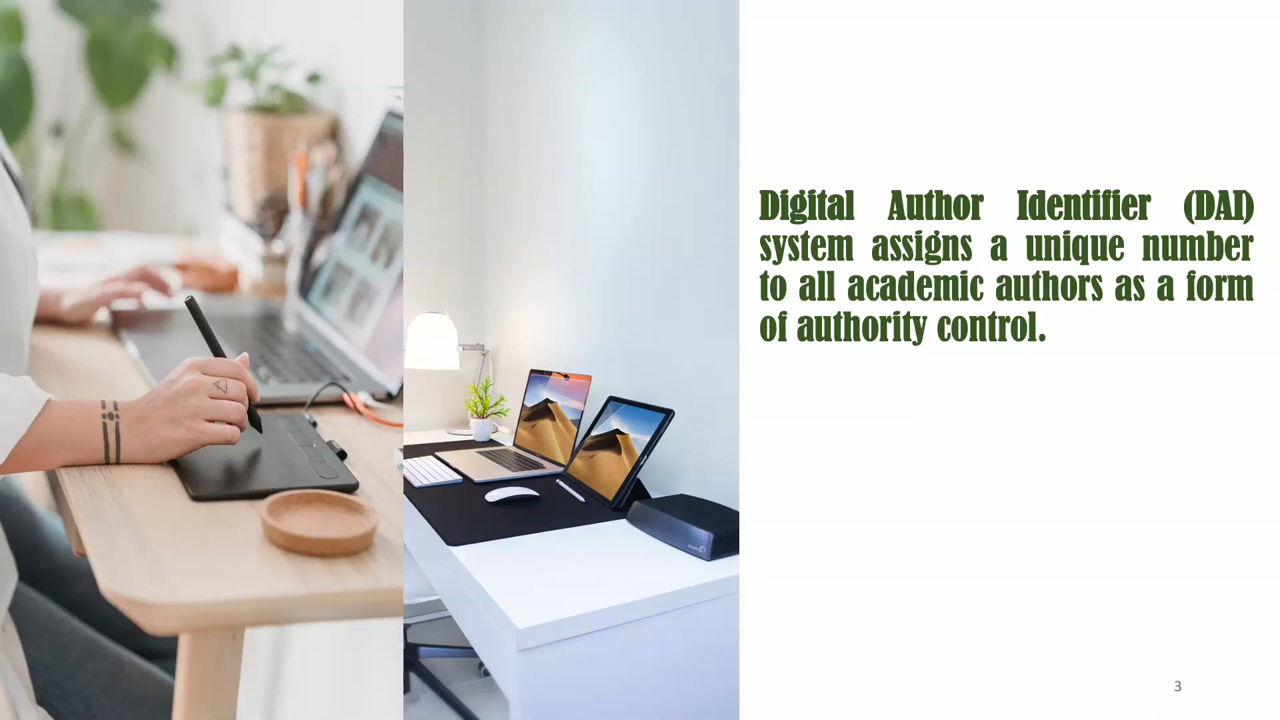 Digital Author Identifier (DAI)
system assigns a unique number
to all academic authors as a form
of authority control.
3